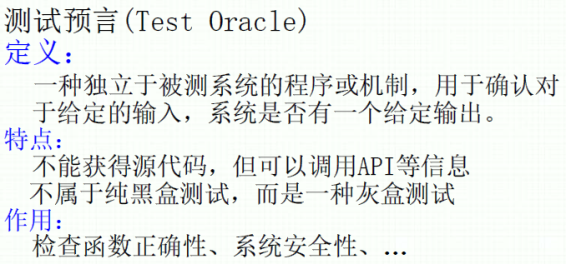 测试预言(Test Oracle)
定义：
一种独立于被测系统的程序或机制，用于确认对
于给定的输入，系统是否有一个给定输出。
特点：
不能获得源代码，但可以调用API等信息
不属于纯黑盒测试，而是一种灰盒测试
作用：
检查函数正确性、系统安全性、…